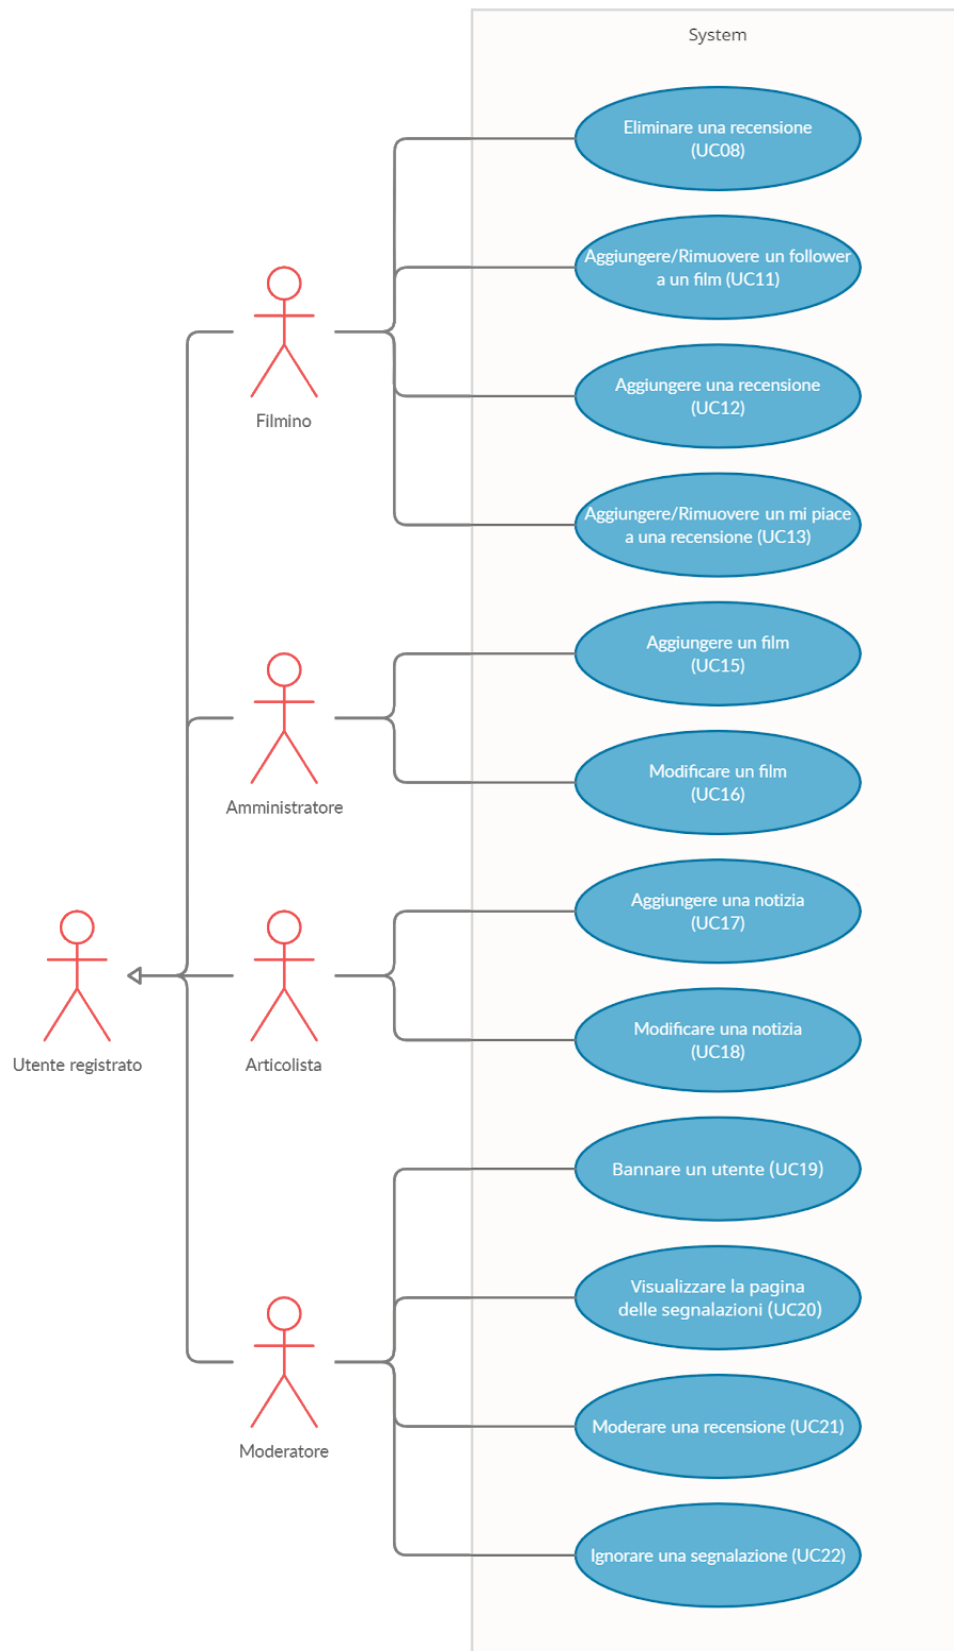 System
Eliminare una recensione
(UC08)
Aggiungere/Rimuovere un follower
a un film (UC11)
Filmino
Aggiungere una recensione
(UC12)
Aggiungere/Rimuovere un mi piace
a una recensione (UC13)
Aggiungere un film
(UC15)
Modificare un film
(UC16)
Amministratore
Aggiungere una notizia
(UC17)
Modificare una notizia
(UC18)
Utente registrato
Articolista
Bannare un utente (UC19)
Visualizzare la pagina
delle segnalazioni (UC20)
Moderare una recensione (UC21)
Moderatore
Ignorare una segnalazione (UC22)